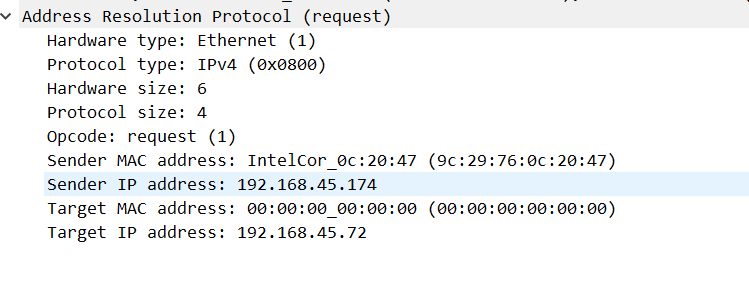 Address Resolution Protocol (request)
Hardware type: Ethernet (1)
Protocol type: IPv4 (0x0800)
Hardware size: 6
Protocol size: 4
Opcode: request (1)
Sender MAC address: IntelCor_0c:20:47 (9c:29:76:0c:20:47)
Sender IP address: 192.168.45.174
Target MAC address: 00:00:00_00:00:00 (00:00:00:00:00:00)
Target IP address: 192.168.45.72